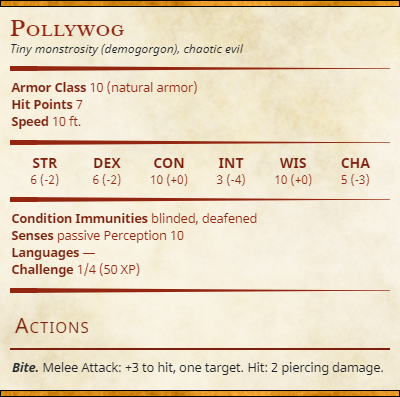 Pollywog
Tiny monstrosity (demogorgon), chaotic evil
Armor Class 10 (natural armor)
Hit Points 7
Speed 10 ft.
STR DEX CON INT WIS CHA
6 (-2) 6 (-2) 10 (+0) 3 (-4) 10 (+0) 5 (-3)
Condition Immunities blinded, deafened
Senses passive Perception 10
Languages —
Challenge 1/4 (50 XP)
Actions
Bite. Melee Attack: +3 to hit, one target. Hit: 2 piercing damage.